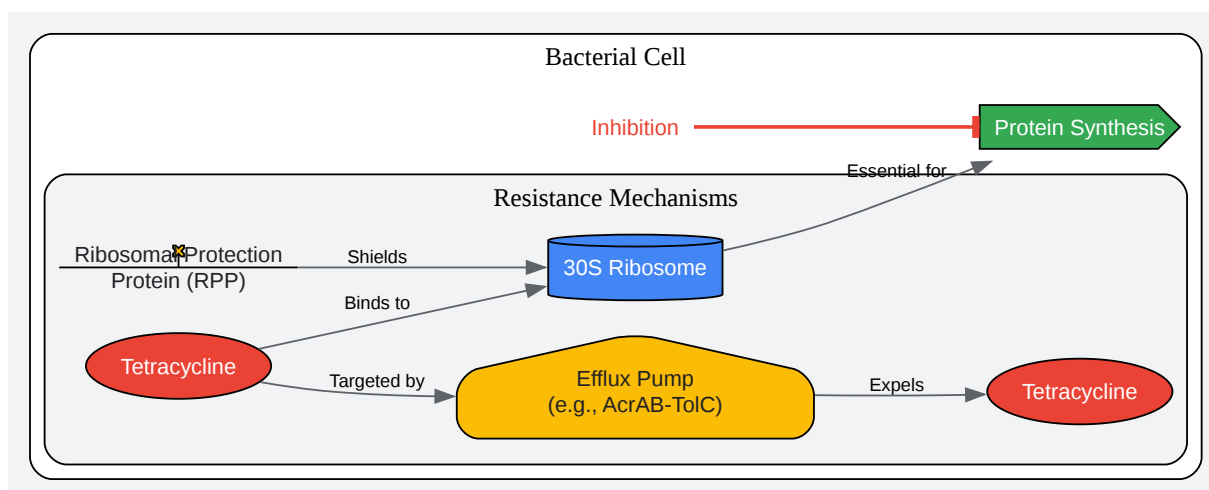 Bacterial Cell
Inhibition
Protein Synthesis
Essential for
Resistance Mechanisms
Ribosomal Protection
Protein (RPP)
Shields
30S Ribosome
Binds to
Tetracycline
Targeted by
Efflux Pump
(e.g., AcrAB-TolC)
Expels
Tetracycline